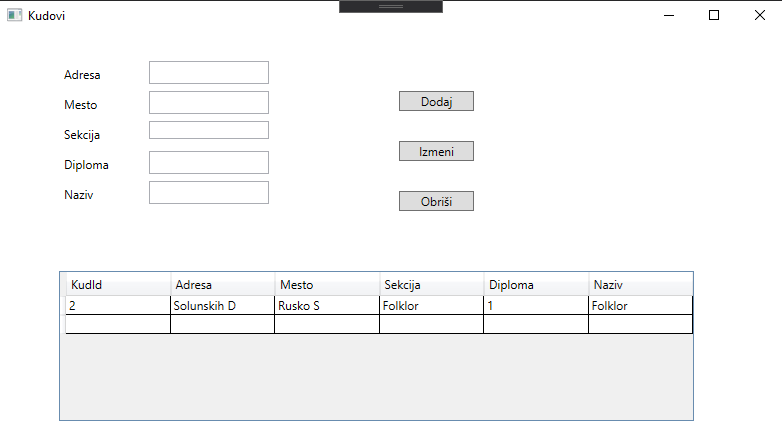 Kudovi
Adresa
Mesto
Sekcija
Diploma
Naziv
Dodaj
Izmeni
Obriši
KudId Adresa Mesto Sekcija Diploma Naziv
2 Solunskih D Rusko S Folklor 1 Folklor